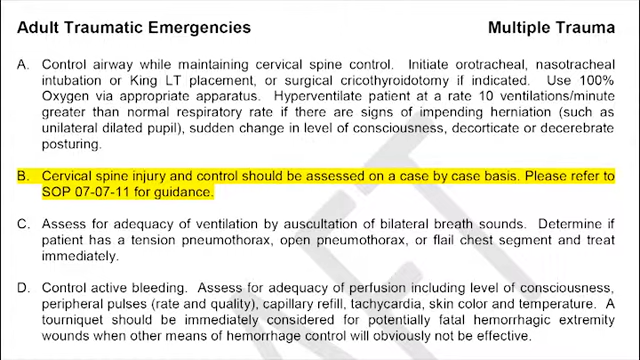 Adult Traumatic Emergencies Multiple Trauma
A. Control airway while maintaining cervical spine control. Initiate orotracheal, nasotracheal
intubation or King LT placement, or surgical cricothyroidotomy if indicated. Use 100%
Oxygen via appropriate apparatus. Hyperventilate patient at a rate 10 ventilations/minute
greater than normal respiratory rate if there are signs of impending herniation (such as
unilateral dilated pupil), sudden change in level of consciousness, decorticate or decerebrate
posturing.
B. Cervical spine injury and control should be assessed on a case by case basis. Please refer to
SOP 07-07-11 for guidance.
C. Assess for adequacy of ventilation by auscultation of bilateral breath sounds. Determine if
patient has a tension pneumothorax, open pneumothorax, or flail chest segment and treat
immediately.
D. Control active bleeding. Assess for adequacy of perfusion including level of consciousness,
peripheral pulses (rate and quality), capillary refill, tachycardia, skin color and temperature. A
tourniquet should be immediately considered for potentially fatal hemorrhagic extremity
wounds when other means of hemorrhage control will obviously not be effective.